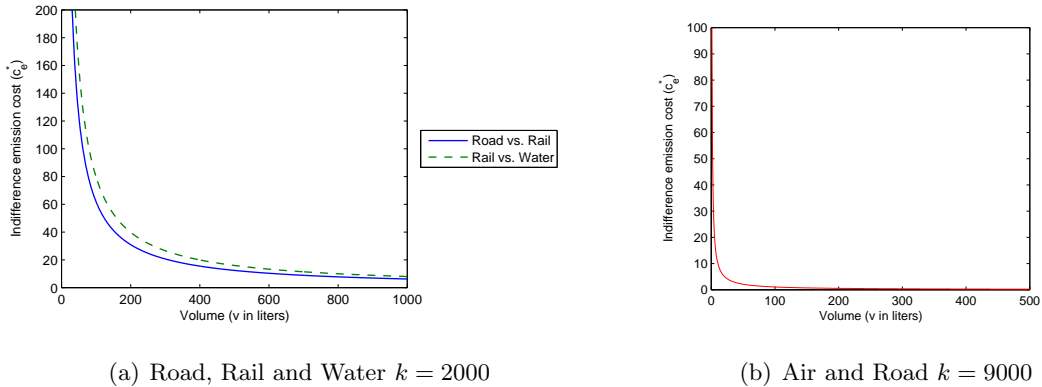 200
180
160
140
120
100
80
60
40
20
0
Indifference emission cost (c*e)
0 200 400 600 800 1000
Volume (v in liters)
Road vs. Rail
Rail vs. Water
100
90
80
70
60
50
40
30
20
10
0
Indifference emission cost (c*e)
0 100 200 300 400 500
Volume (v in liters)
(a) Road, Rail and Water k = 2000
(b) Air and Road k = 9000